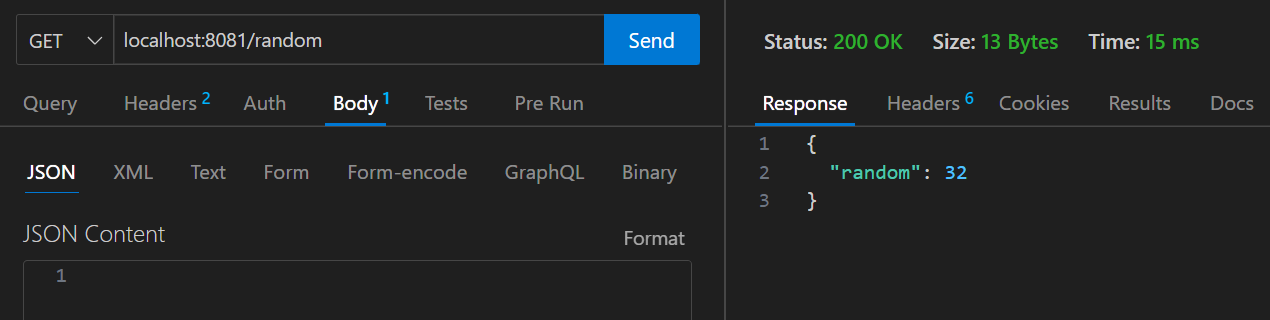 GET localhost:8081/random Send
Query Headers 2 Auth Body 1 Tests Pre Run
JSON XML Text Form Form-encode GraphQL Binary
JSON Content Format
1
Status: 200 OK Size: 13 Bytes Time: 15 ms
Response Headers 6 Cookies Results Docs
1 {
2 "random": 32
3 }